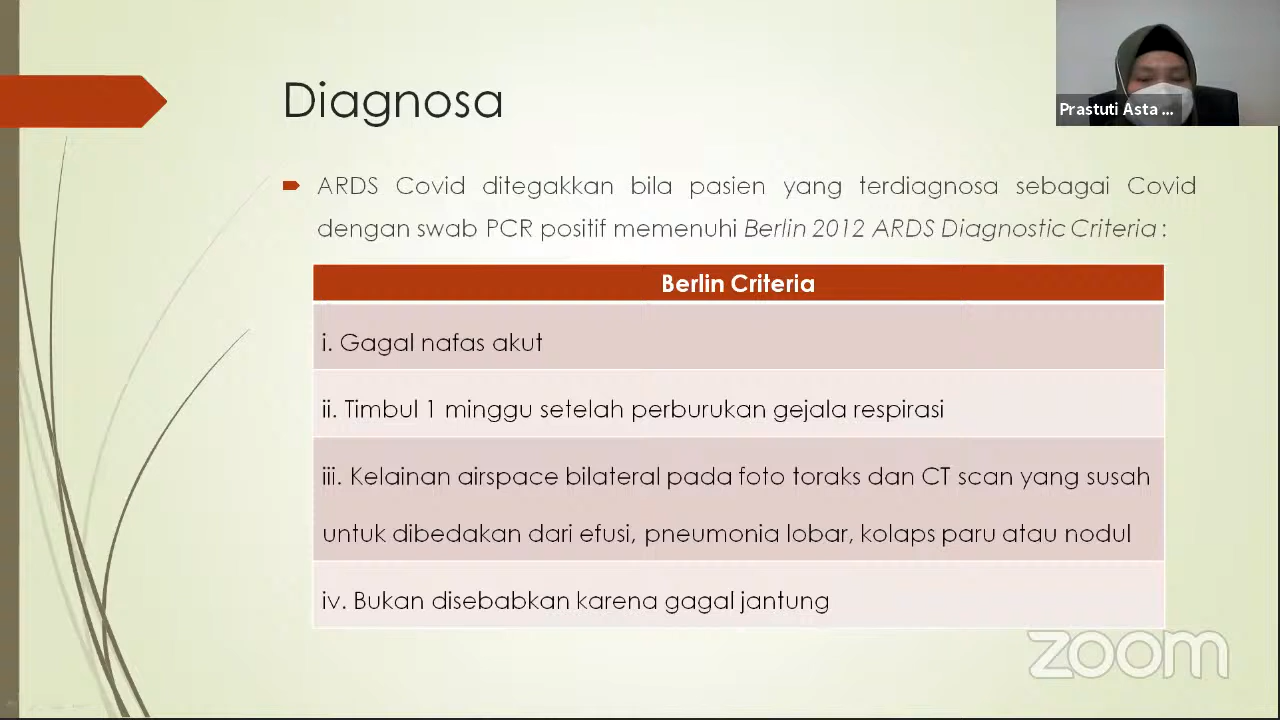 Diagnosa
Prastuti Asta ...
ARDS Covid ditegakkan bila pasien yang terdiagnosa sebagai Covid
dengan swab PCR positif memenuhi Berlin 2012 ARDS Diagnostic Criteria :
Berlin Criteria
i. Gagal nafas akut
ii. Timbul 1 minggu setelah perburukan gejala respirasi
iii. Kelainan airspace bilateral pada foto toraks dan CT scan yang susah
untuk dibedakan dari efusi, pneumonia lobar, kolaps paru atau nodul
iv. Bukan disebabkan karena gagal jantung
zoom